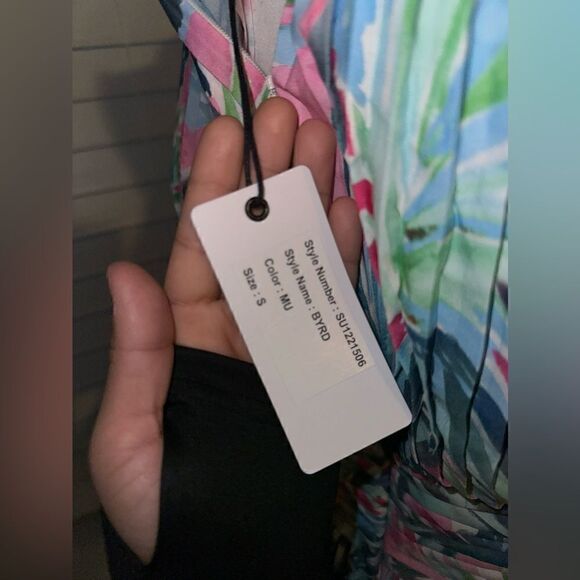 Style Number : SU1221506
Style Name : BYRD
Color : MU
Size : S